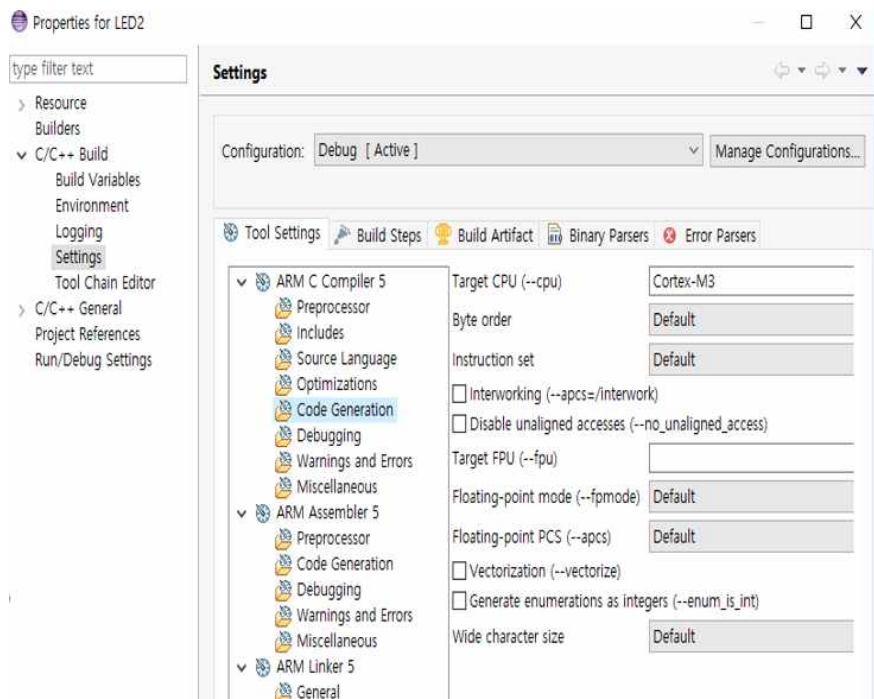 Properties for LED2
type filter text
Resource
Builders
C/C++ Build
Build Variables
Environment
Logging
Settings
Tool Chain Editor
C/C++ General
Project References
Run/Debug Settings
Settings
Configuration: Debug [ Active ] Manage Configurations...
Tool Settings Build Steps Build Artifact Binary Parsers Error Parsers
ARM C Compiler 5
Preprocessor
Includes
Source Language
Optimizations
Code Generation
Debugging
Warnings and Errors
Miscellaneous
ARM Assembler 5
Preprocessor
Code Generation
Debugging
Warnings and Errors
Miscellaneous
ARM Linker 5
General
Target CPU (--cpu) Cortex-M3
Byte order Default
Instruction set Default
Interworking (--apcs=/interwork)
Disable unaligned accesses (--no_unaligned_access)
Target FPU (--fpu)
Floating-point mode (--fpmode) Default
Floating-point PCS (--apcs) Default
Vectorization (--vectorize)
Generate enumerations as integers (--enum_is_int)
Wide character size Default